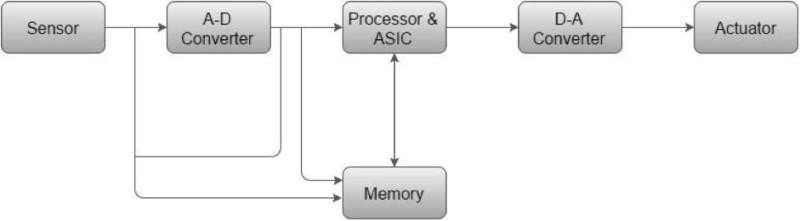 Sensor
A-D
Converter
Processor &
ASIC
D-A
Converter
Actuator
Memory